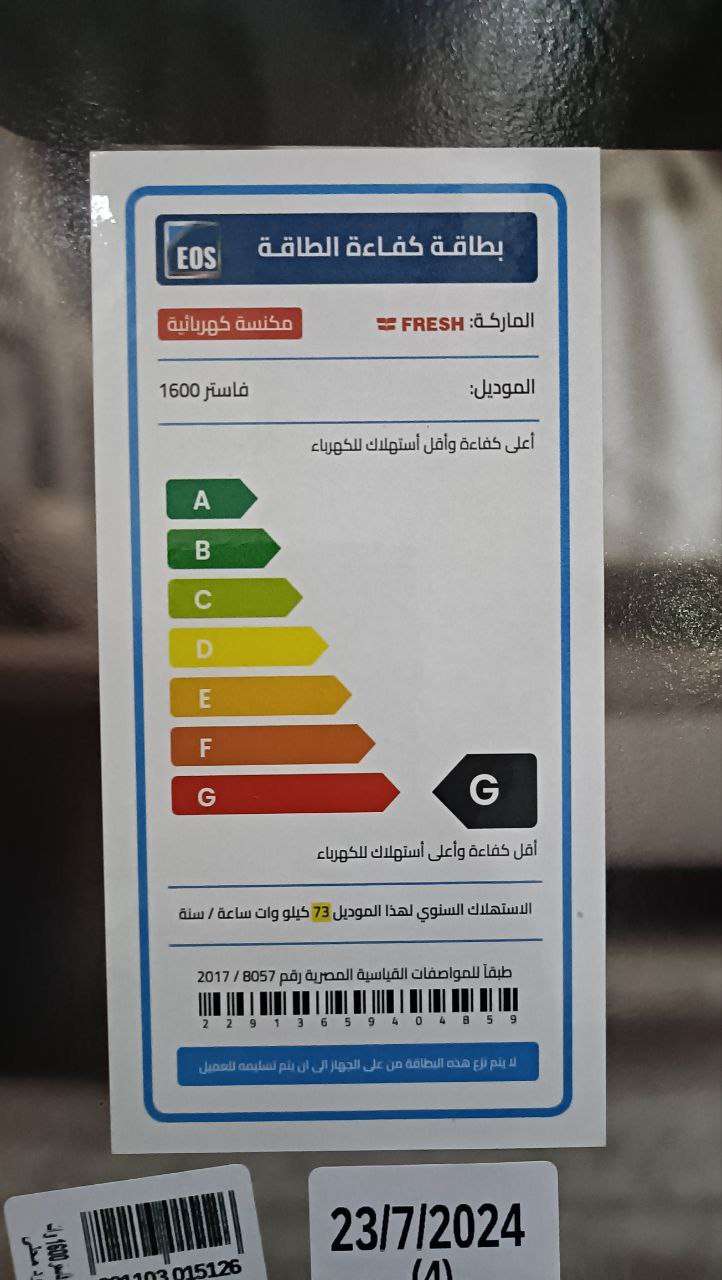 EOS بطاقة كفاءة الطاقة
الماركة: FRESH مكنسة كهربائية
الموديل: فاستر 1600
أعلى كفاءة وأقل أستهلاك للكهرباء
A
B
C
D
E
F
G G
أقل كفاءة وأعلى أستهلاك للكهرباء
الاستهلاك السنوي لهذا الموديل 73 كيلو وات ساعة / سنة
طبقاً للمواصفات القياسية المصرية رقم 8057 / 2017
2 2 9 1 3 6 5 9 4 0 4 8 5 9
لا يتم نزع هذه البطاقة من على الجهاز الى ان يتم تسليمه للعميل
23/7/2024
(4)
015126